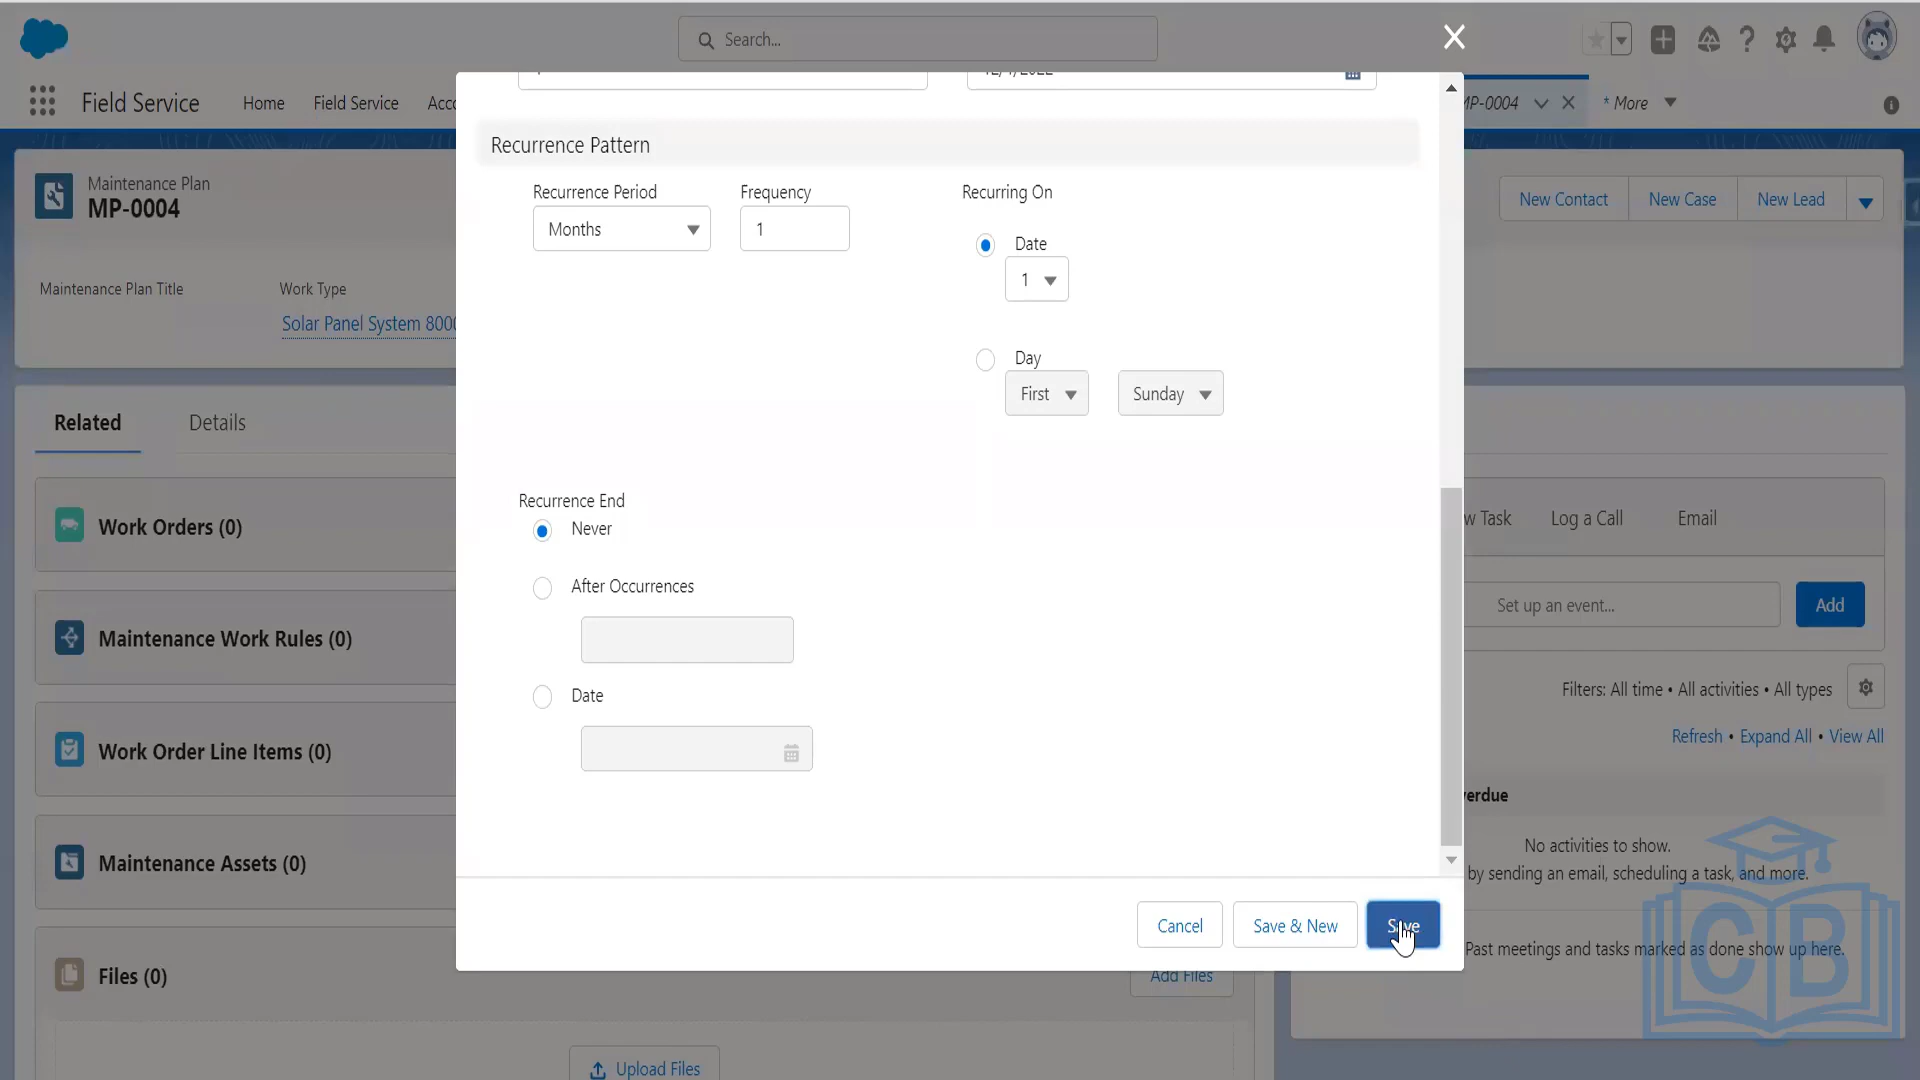 Search...
Field Service
Home
Field Service
MP-0004
* More
Maintenance Plan
MP-0004
New Contact
New Case
New Lead
Maintenance Plan Title
Work Type
Solar Panel System 800
Related
Details
Work Orders (0)
Maintenance Work Rules (0)
Work Order Line Items (0)
Maintenance Assets (0)
Files (0)
Add Files
Upload Files
Recurrence Pattern
Recurrence Period
Frequency
Recurring On
Months
1
Date
1
Day
First
Sunday
Recurrence End
Never
After Occurrences
Date
Cancel
Save & New
Save
w Task
Log a Call
Email
Set up an event...
Add
Filters: All time • All activities • All types
Refresh • Expand All • View All
verdue
No activities to show.
by sending an email, scheduling a task, and more.
Past meetings and tasks marked as done show up here.
CB